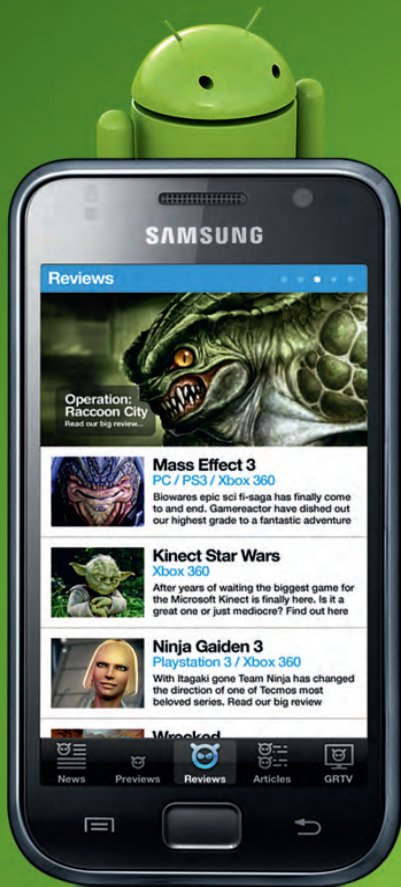 SAMSUNG
Reviews
Operation:
Raccoon City
Read our big review...
Mass Effect 3
PC / PS3 / Xbox 360
Biowares epic sci fi-saga has finally come
to and end. Gamereactor have dished out
our highest grade to a fantastic adventure
Kinect Star Wars
Xbox 360
After years of waiting the biggest game for
the Microsoft Kinect is finally here. Is it a
great one or just mediocre? Find out here
Ninja Gaiden 3
Playstation 3 / Xbox 360
With Itagaki gone Team Ninja has changed
the direction of one of Tecmos most
beloved series. Read our big review
Wrecked
News Previews Reviews Articles GRTV